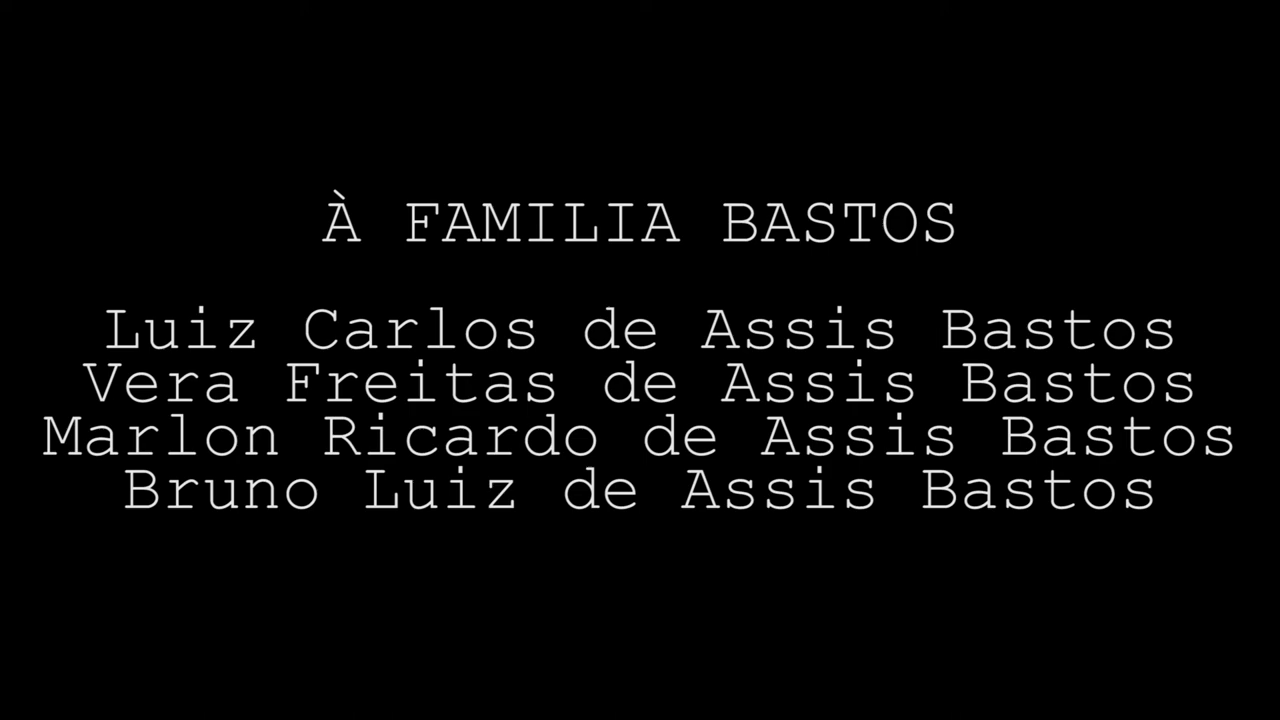 À FAMILIA BASTOS
Luiz Carlos de Assis Bastos
Vera Freitas de Assis Bastos
Marlon Ricardo de Assis Bastos
Bruno Luiz de Assis Bastos